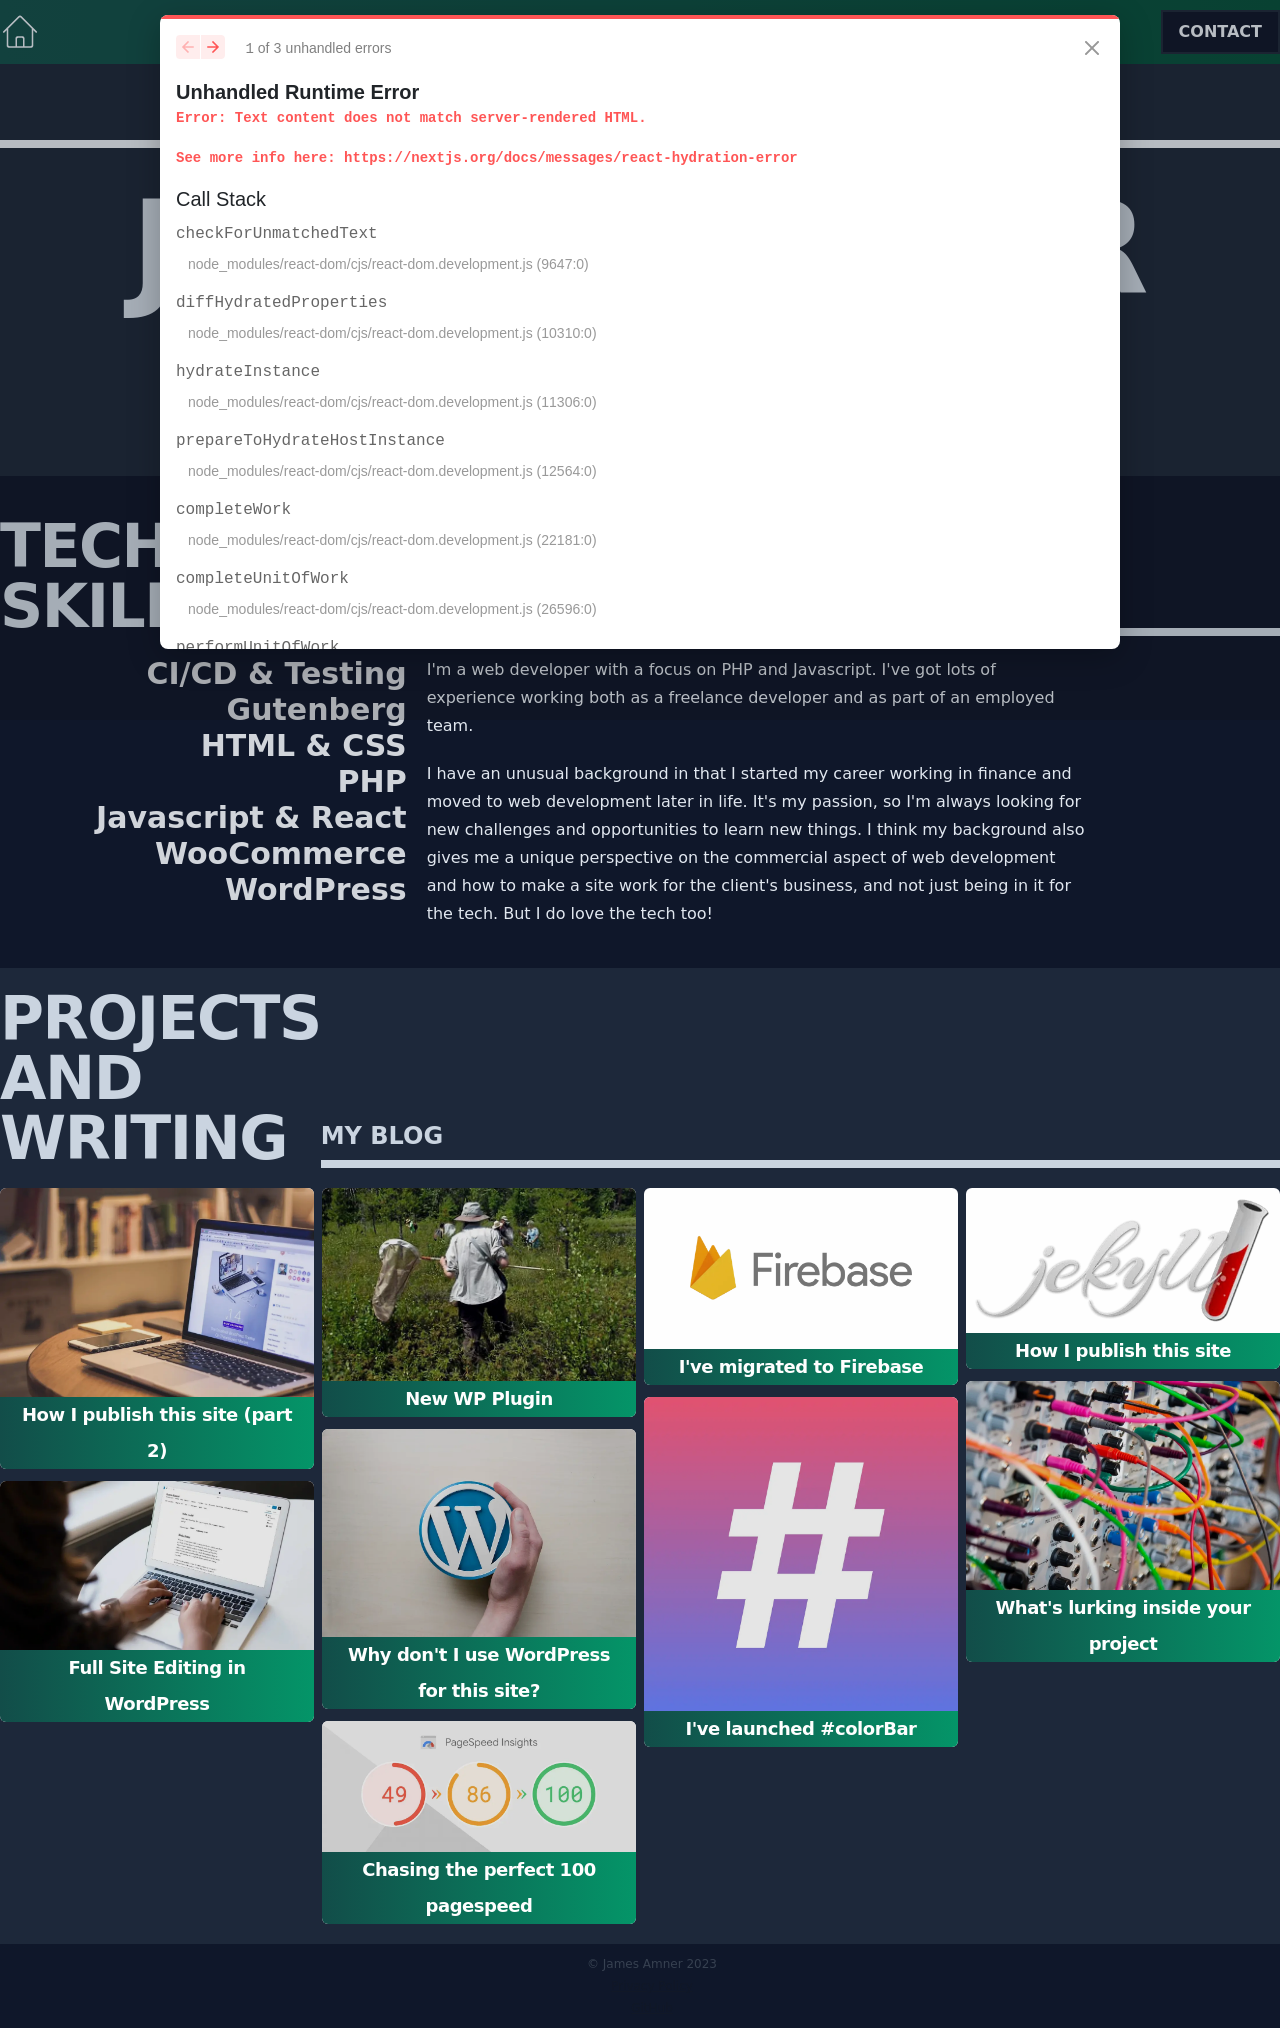 CONTACT
1 of 3 unhandled errors
Unhandled Runtime Error
Error: Text content does not match server-rendered HTML.
See more info here: https://nextjs.org/docs/messages/react-hydration-error
Call Stack
checkForUnmatchedText
node_modules/react-dom/cjs/react-dom.development.js (9647:0)
diffHydratedProperties
node_modules/react-dom/cjs/react-dom.development.js (10310:0)
hydrateInstance
node_modules/react-dom/cjs/react-dom.development.js (11306:0)
prepareToHydrateHostInstance
node_modules/react-dom/cjs/react-dom.development.js (12564:0)
completeWork
node_modules/react-dom/cjs/react-dom.development.js (22181:0)
completeUnitOfWork
node_modules/react-dom/cjs/react-dom.development.js (26596:0)
performUnitOfWork
J R
TECH
SKILL
CI/CD & Testing
Gutenberg
HTML & CSS
PHP
Javascript & React
WooCommerce
WordPress
I'm a web developer with a focus on PHP and Javascript. I've got lots of
experience working both as a freelance developer and as part of an employed
team.
I have an unusual background in that I started my career working in finance and
moved to web development later in life. It's my passion, so I'm always looking for
new challenges and opportunities to learn new things. I think my background also
gives me a unique perspective on the commercial aspect of web development
and how to make a site work for the client's business, and not just being in it for
the tech. But I do love the tech too!
PROJECTS
AND
WRITING
MY BLOG
How I publish this site (part
2)
Full Site Editing in
WordPress
New WP Plugin
W
Why don't I use WordPress
for this site?
PageSpeed Insights
49 » 86 » 100
Chasing the perfect 100
pagespeed
Firebase
I've migrated to Firebase
#
I've launched #colorBar
jekyll
How I publish this site
What's lurking inside your
project
© James Amner 2023